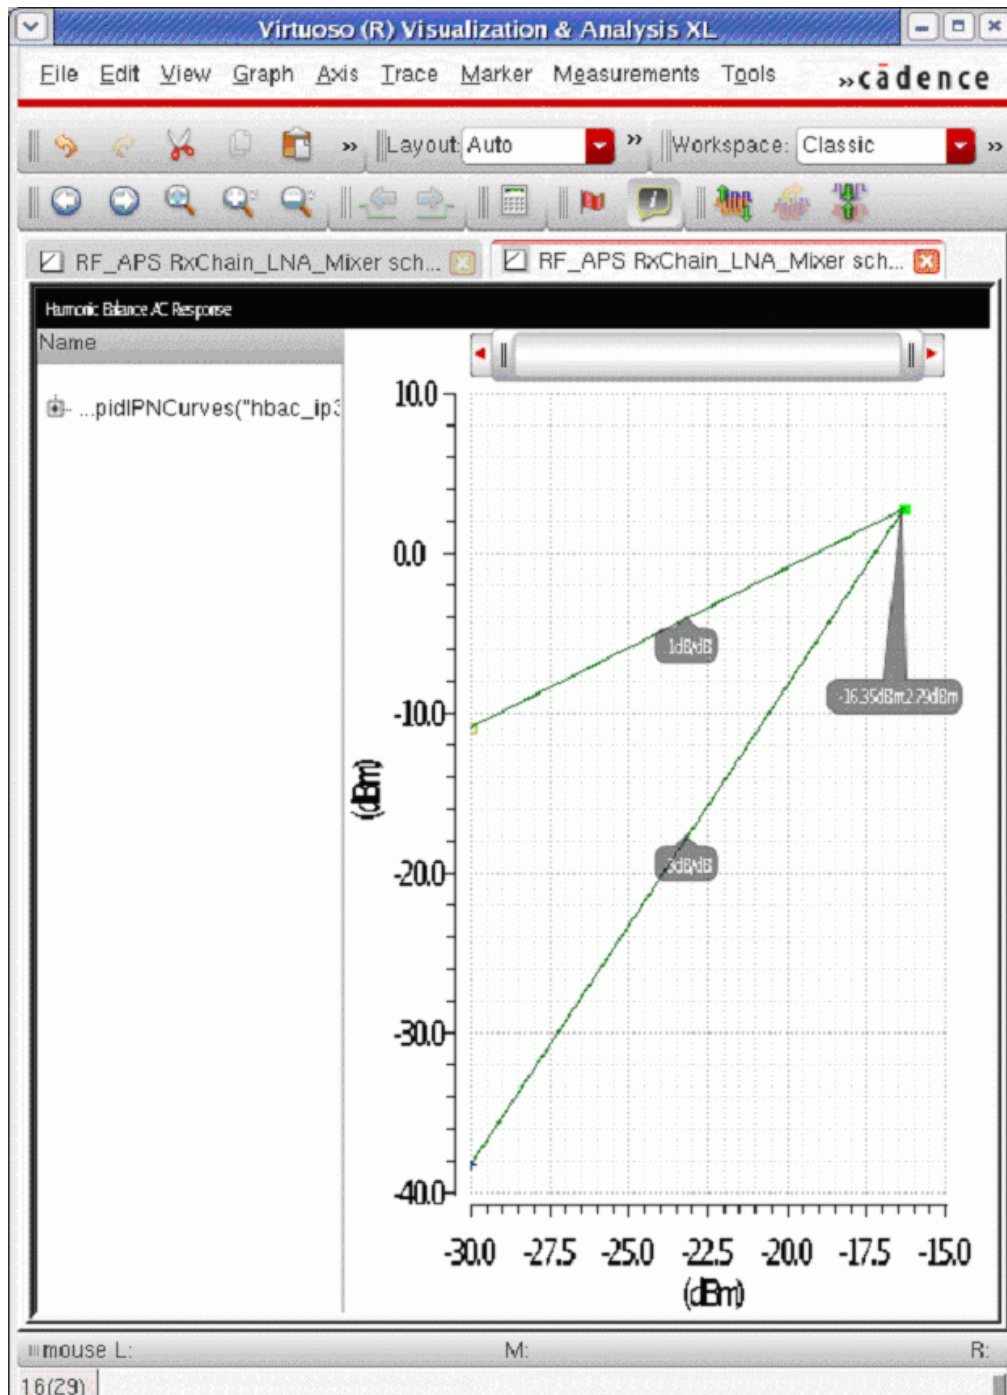 Virtuoso (R) Visualization & Analysis XL
File Edit View Graph Axis Trace Marker Measurements Tools »cādence
» Layout: Auto » Workspace: Classic »
RF_APS RxChain_LNA_Mixer sch... RF_APS RxChain_LNA_Mixer sch...
Harmonic Balance AC Response
Name
...pidIPNCurves("hbac_ip3
10.0
0.0
1dB/dB
-16.35dBm2.79dBm
-10.0
(dBm)
3dB/dB
-20.0
-30.0
-40.0
-30.0 -27.5 -25.0 -22.5 -20.0 -17.5 -15.0
(dBm)
mouse L: M: R:
16(29)